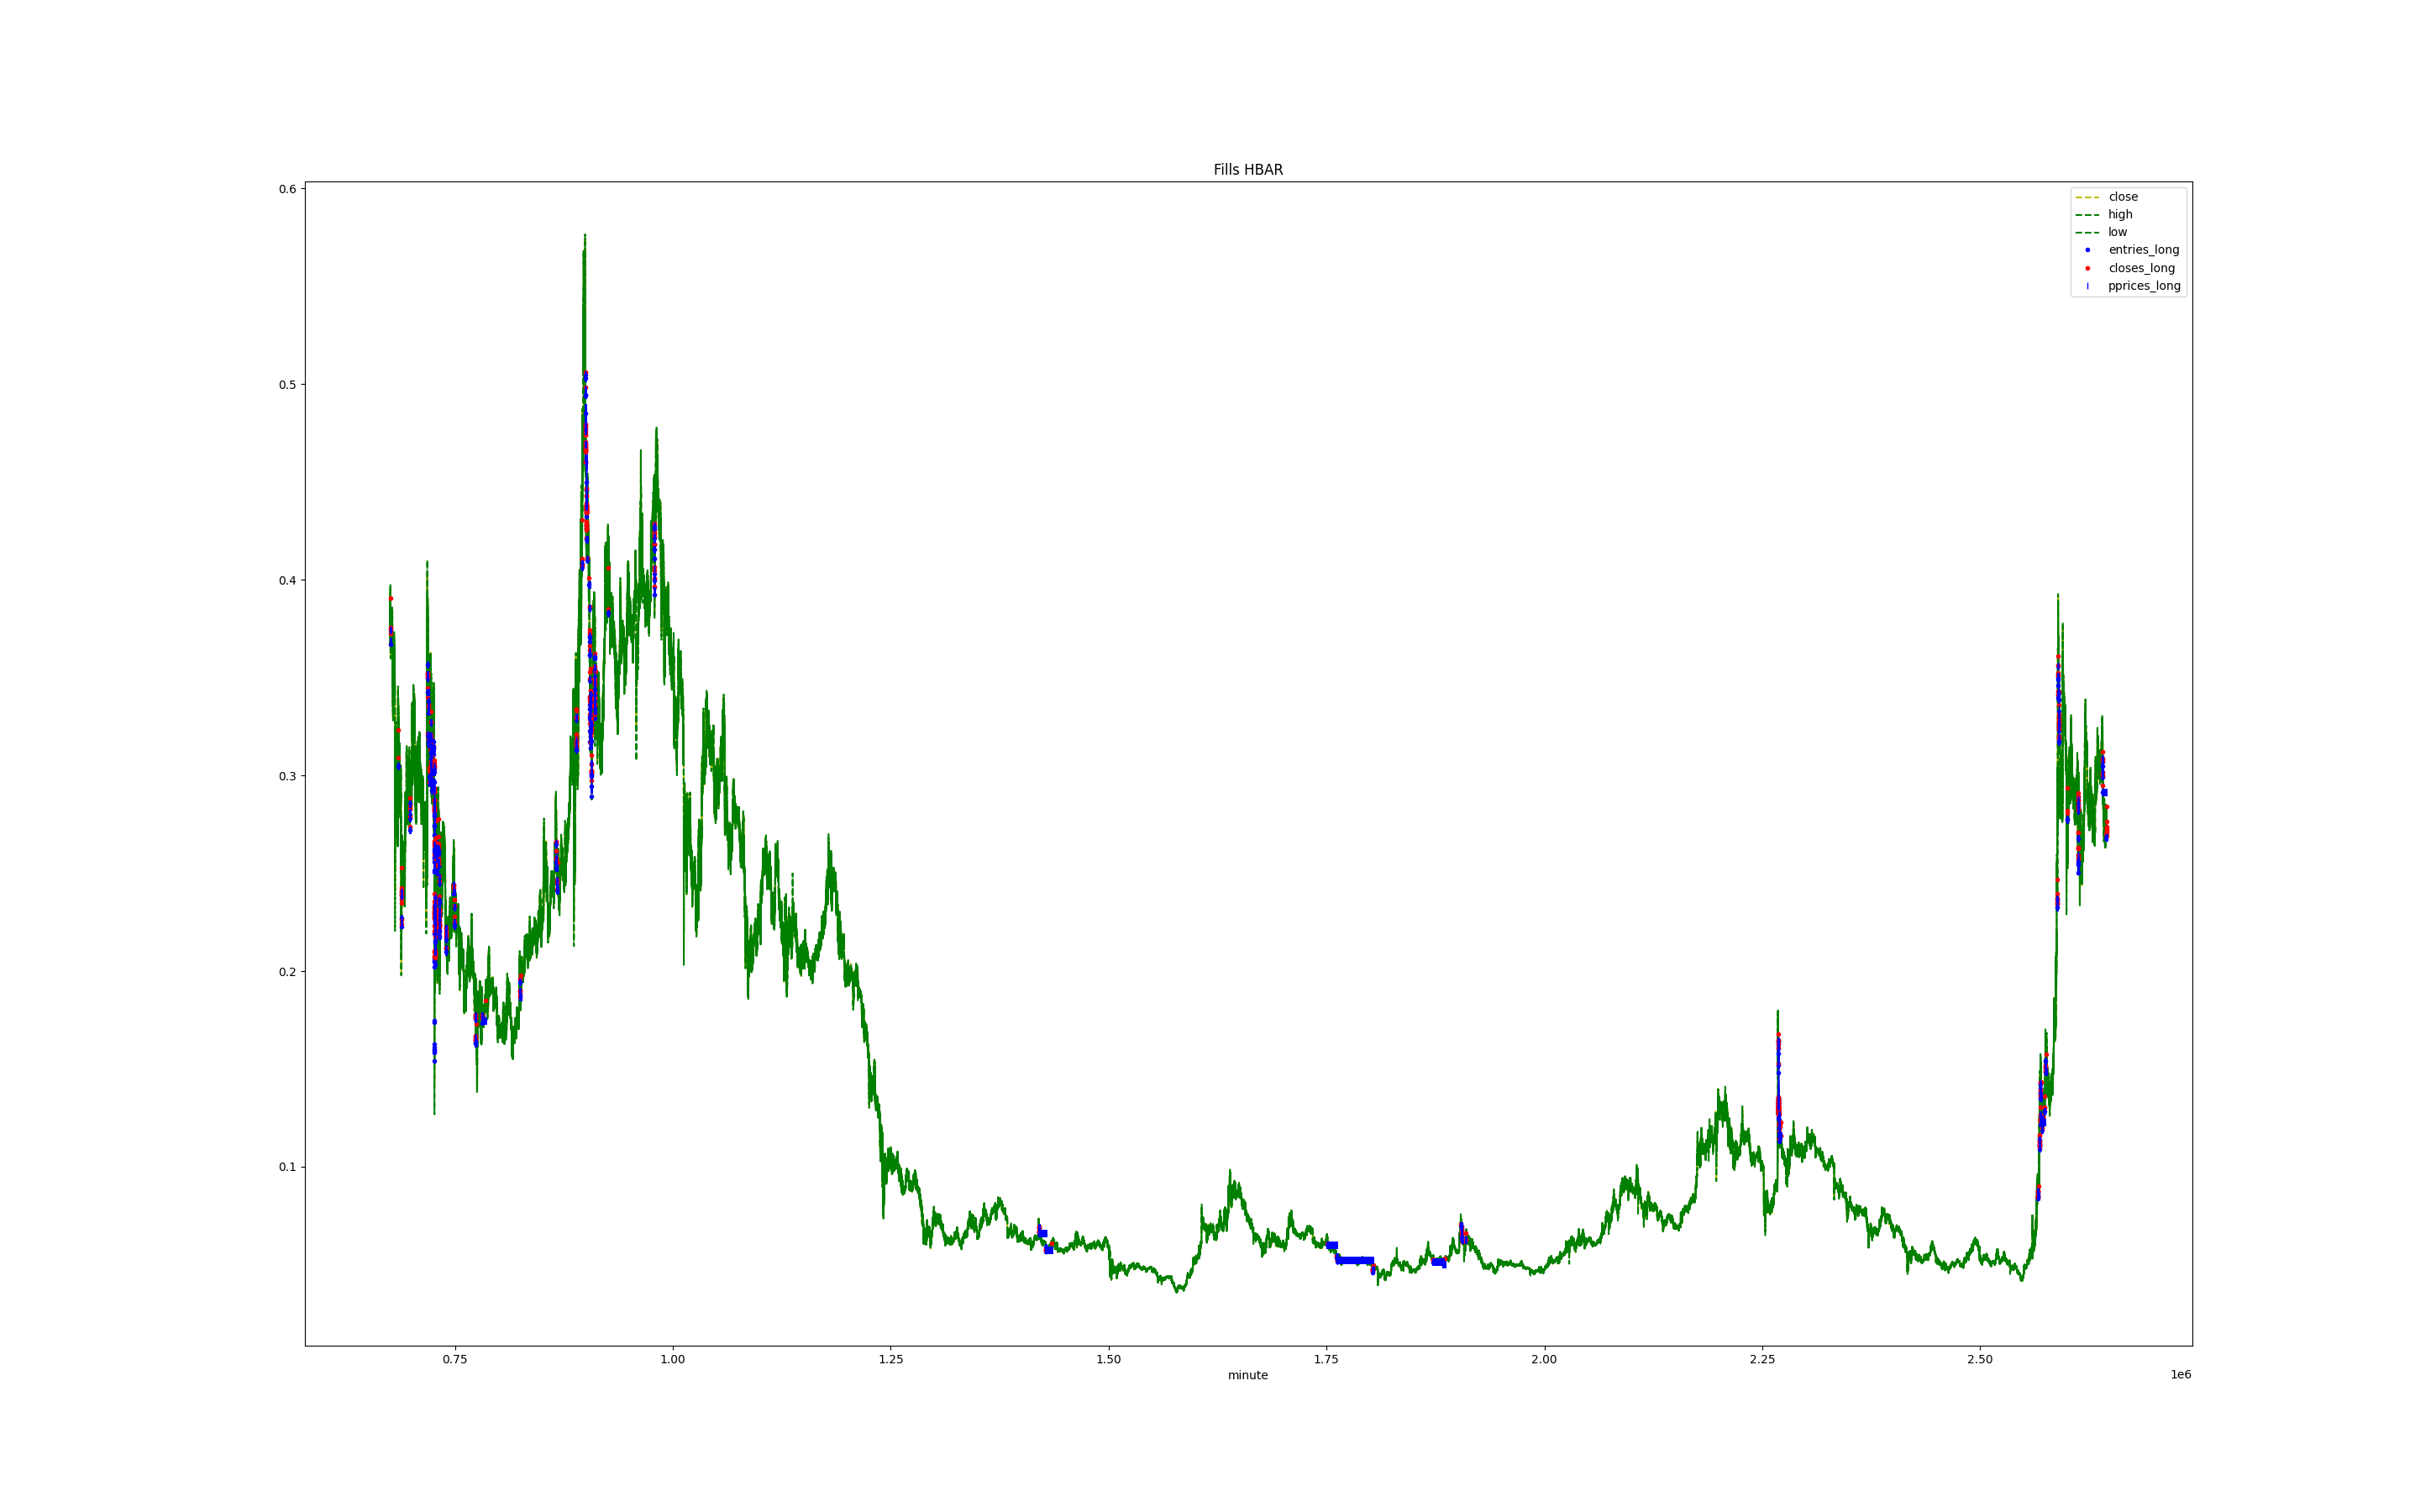 Fills HBAR
0.6
0.5
0.4
0.3
0.2
0.1
close
high
low
entries_long
closes_long
pprices_long
0.75
1.00
1.25
1.50
1.75
2.00
2.25
2.50
minute
1e6